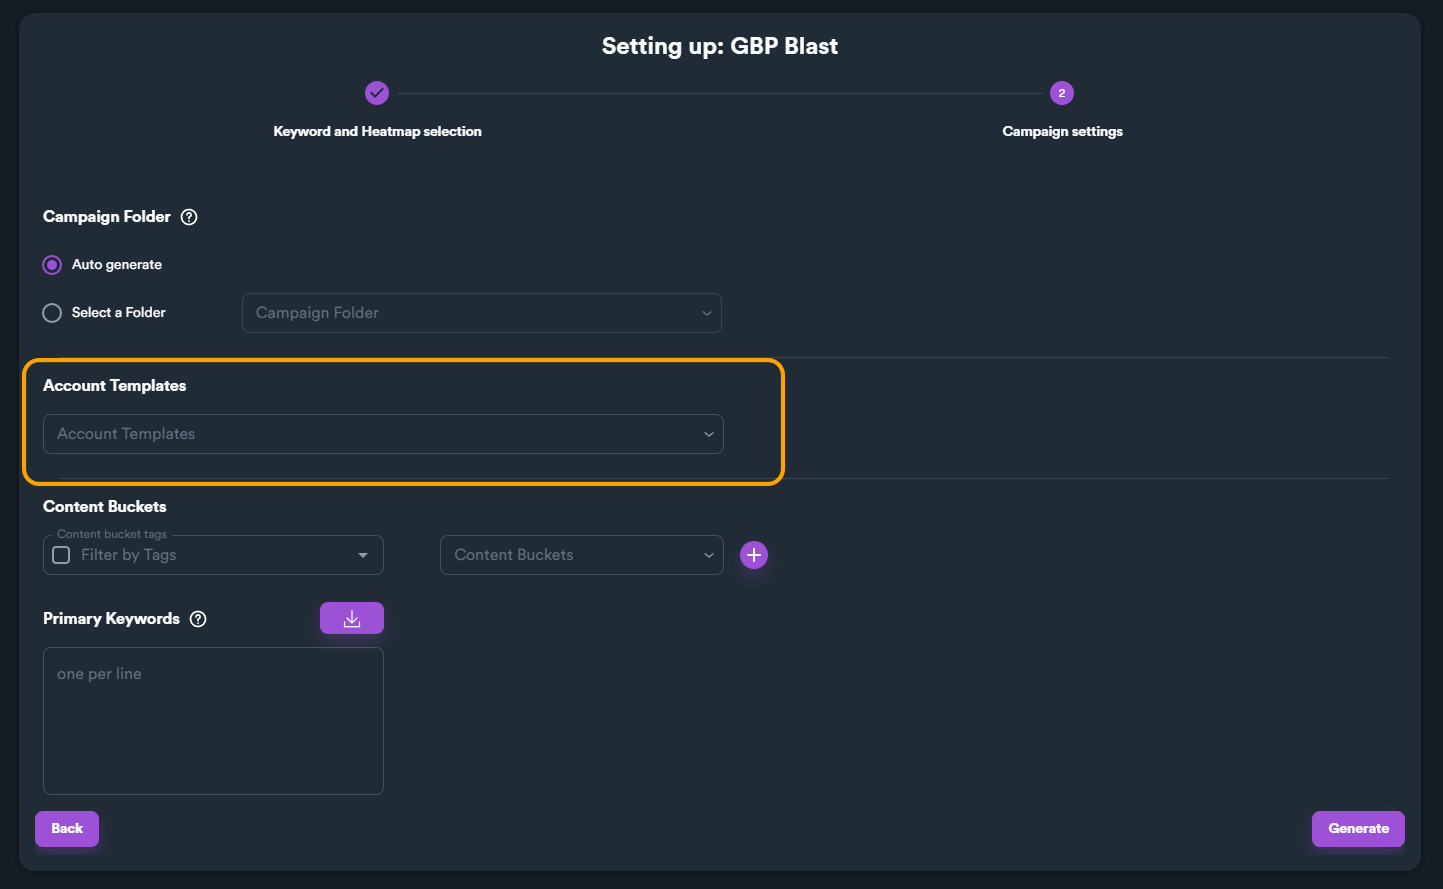 Setting up: GBP Blast
2
Keyword and Heatmap selection
Campaign settings
Campaign Folder ?
Auto generate
Select a Folder
Campaign Folder
Account Templates
Account Templates
Content Buckets
Content bucket tags
Filter by Tags
Content Buckets
Primary Keywords ?
one per line
Back
Generate